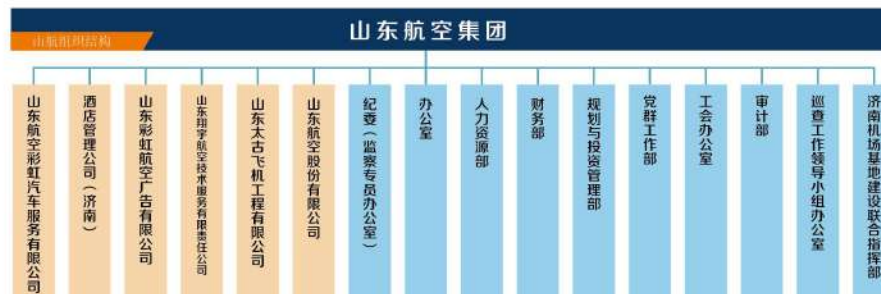 山东航空集团
山航组织结构
山东航空彩虹汽车服务有限公司
酒店管理公司（济南）
山东彩虹航空广告有限公司
山东翔宇航空技术服务有限责任公司
山东太古飞机工程有限公司
山东航空股份有限公司
纪委（监察专员办公室）
办公室
人力资源部
财务部
规划与投资管理部
党群工作部
工会办公室
审计部
巡查工作领导小组办公室
济南机场基地建设联合指挥部